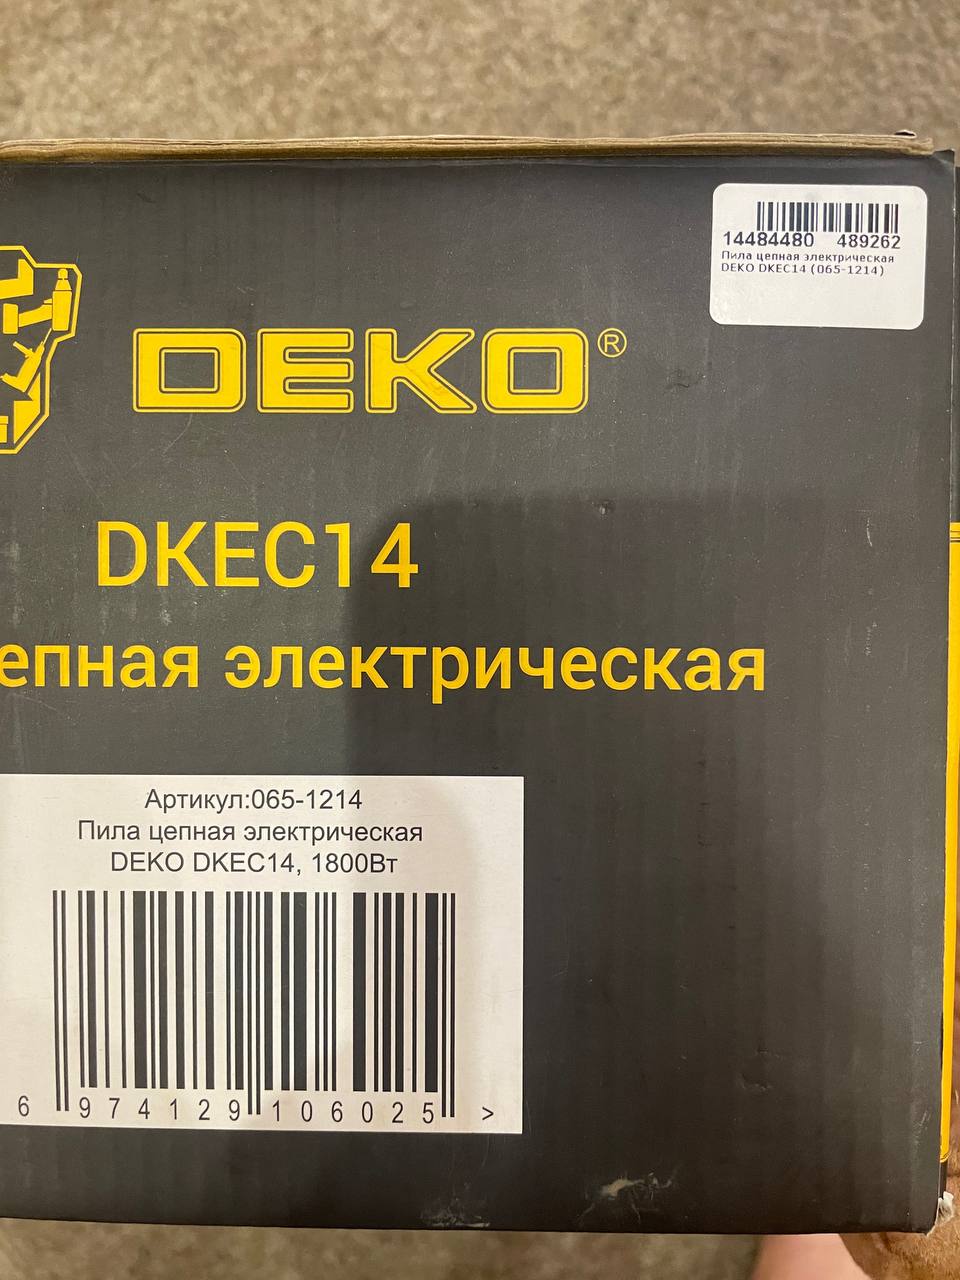 14484480 489262
Пила цепная электрическая
DEKO DKEC14 (065-1214)
DEKO®
DKEC14
епная электрическая
Артикул:065-1214
Пила цепная электрическая
DEKO DKEC14, 1800Вт
6 974129 106025 >